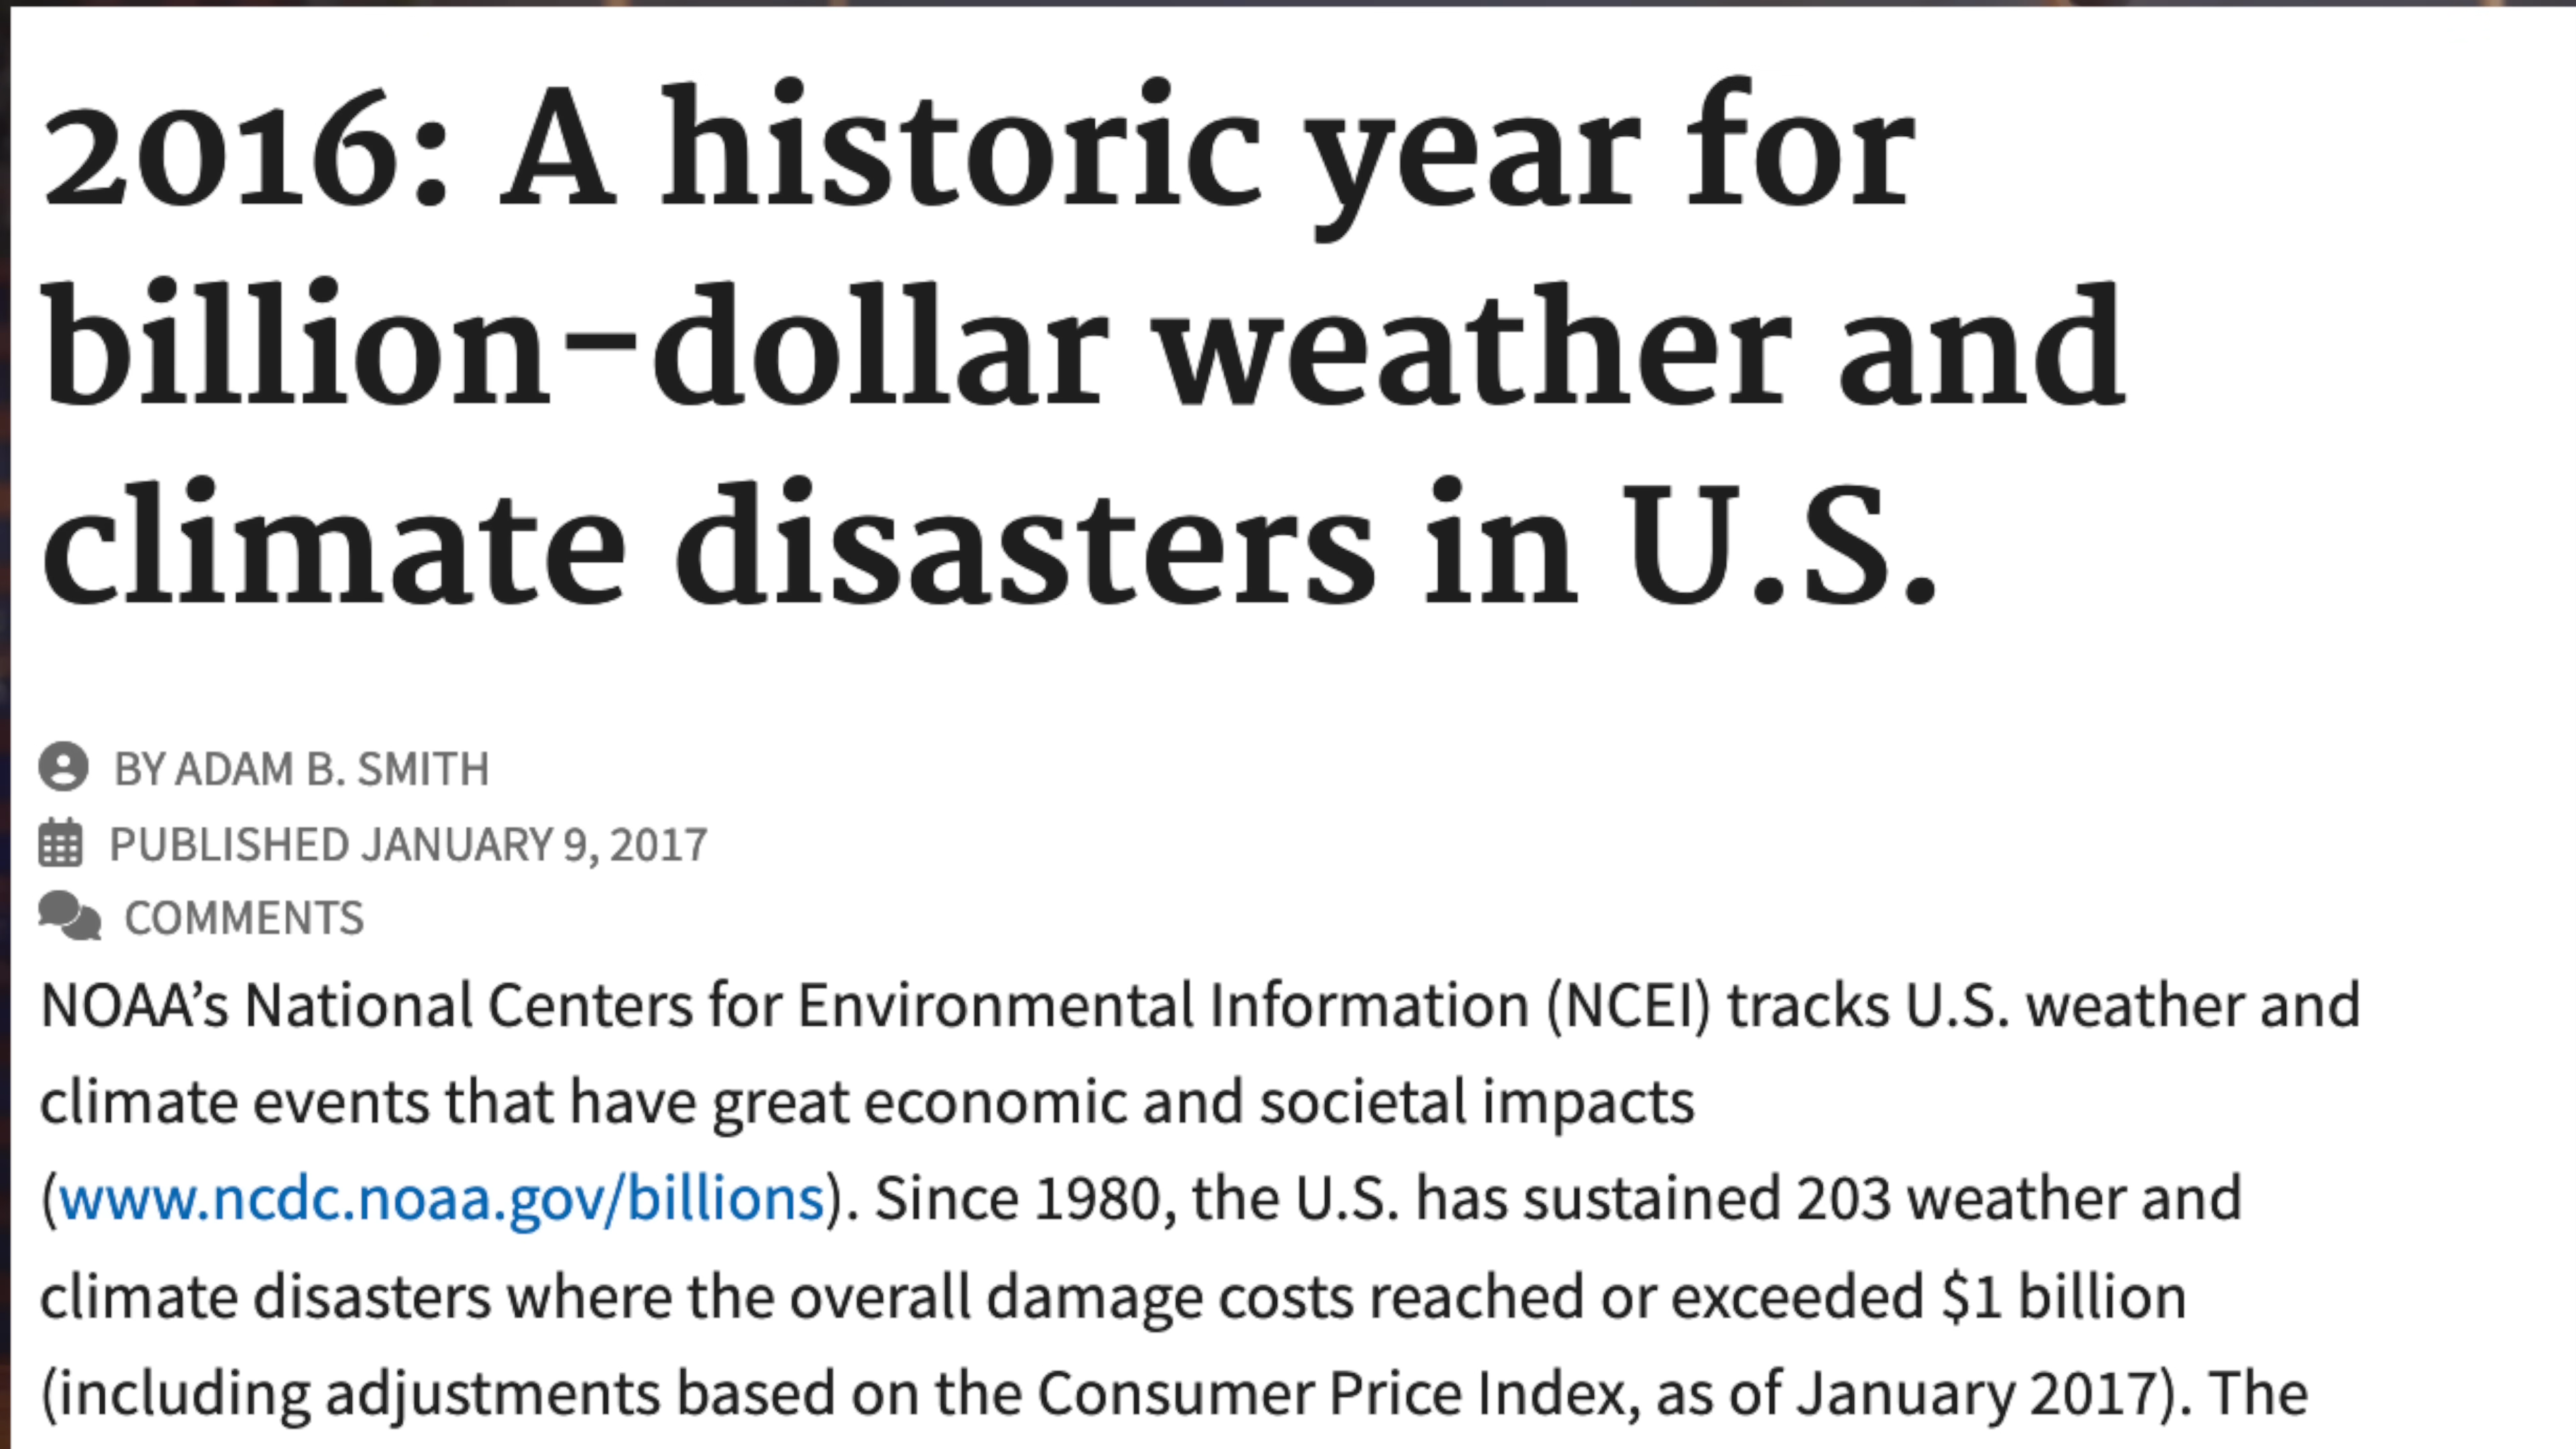 2016: A historic year for
billion-dollar weather and
climate disasters in U.S.
BY ADAM B. SMITH
PUBLISHED JANUARY 9, 2017
COMMENTS
NOAA’s National Centers for Environmental Information (NCEI) tracks U.S. weather and
climate events that have great economic and societal impacts
(www.ncdc.noaa.gov/billions). Since 1980, the U.S. has sustained 203 weather and
climate disasters where the overall damage costs reached or exceeded $1 billion
(including adjustments based on the Consumer Price Index, as of January 2017). The